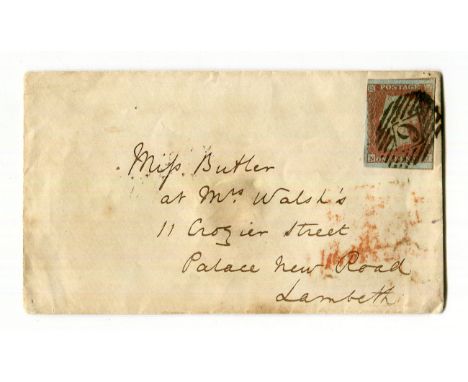 POSTAGE
Miſs Butler
at Mrs Walsh's
11 Crozier Street
Palace New Road
Lambeth